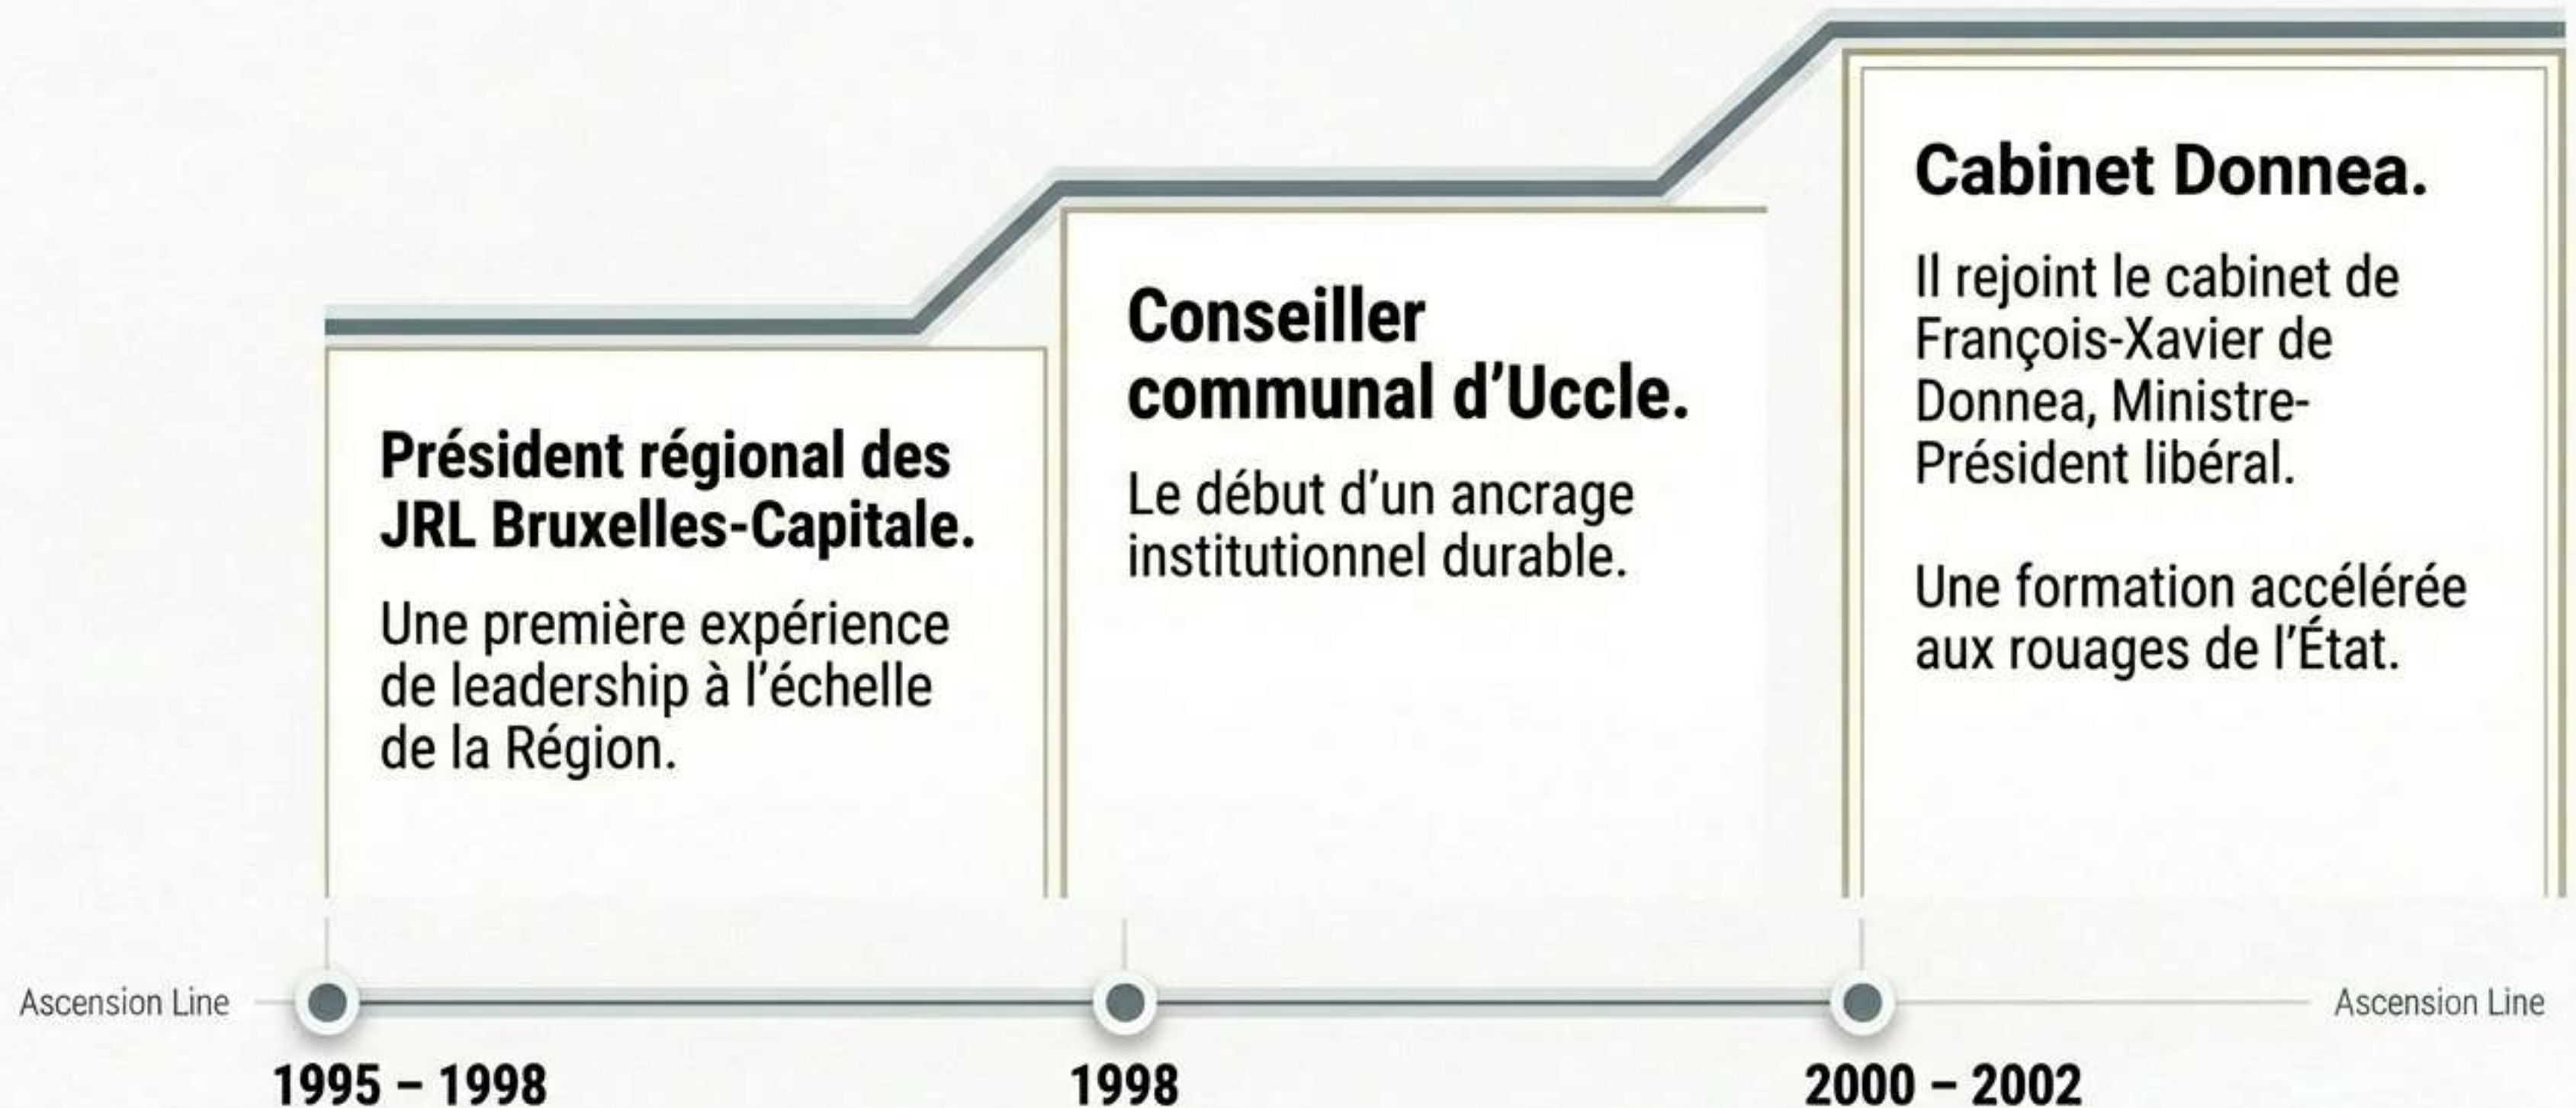 Président régional des
JRL Bruxelles-Capitale.
Une première expérience
de leadership à l’échelle
de la Région.
Conseiller
communal d’Uccle.
Le début d’un ancrage
institutionnel durable.
Cabinet Donnea.
Il rejoint le cabinet de
François-Xavier de
Donnea, Ministre-
Président libéral.
Une formation accélérée
aux rouages de l’État.
Ascension Line
Ascension Line
1995 – 1998
1998
2000 – 2002